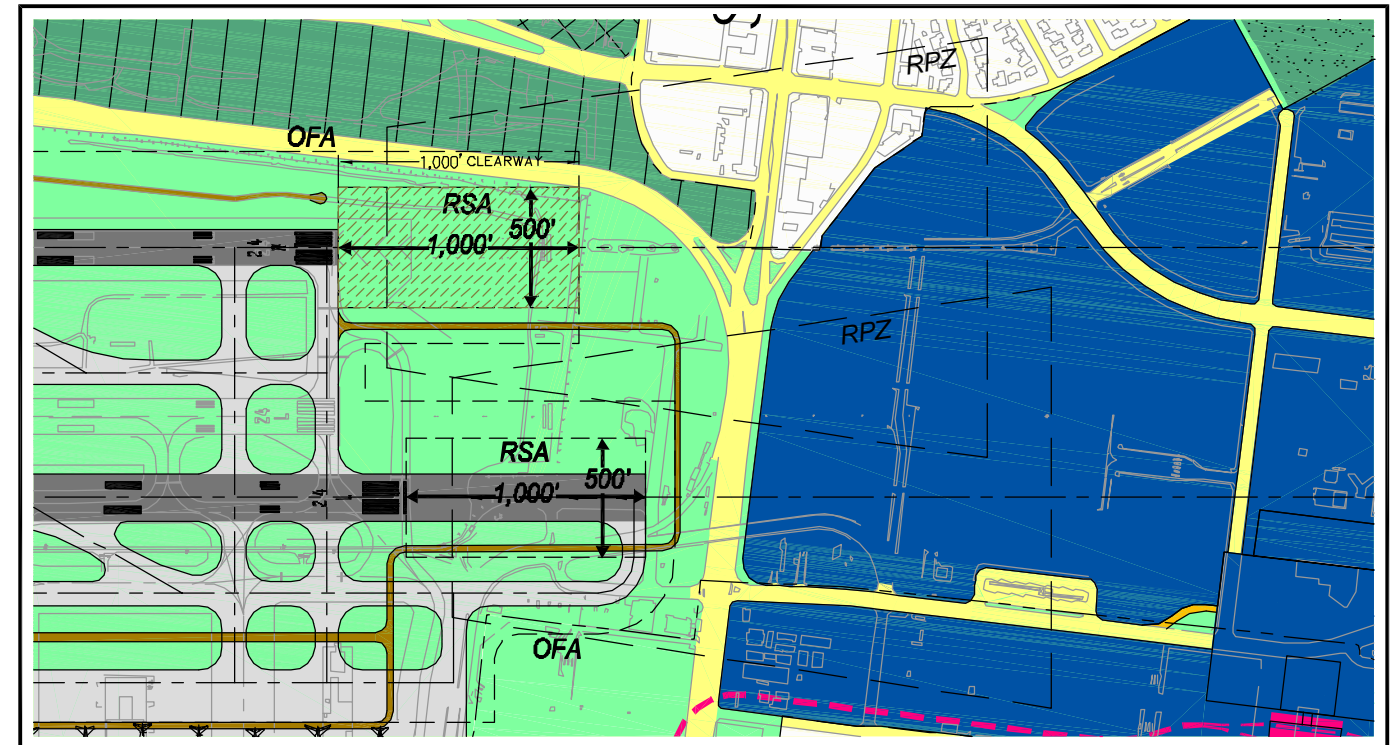 RPZ
OFA
1,000' CLEARWAY
RSA
500'
1,000'
24
RPZ
24
L
RSA
500'
1,000'
24
OFA